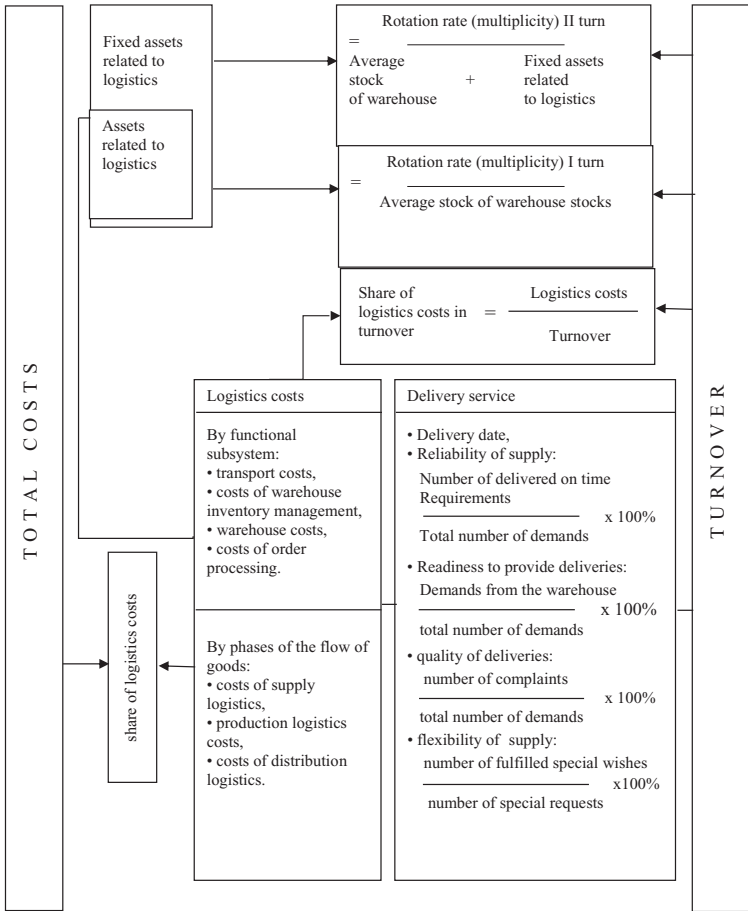 TOTAL COSTS
Fixed assets
related to
logistics
Assets
related to
logistics
Rotation rate (multiplicity) II turn
=
Average
stock
of warehouse
+
Fixed assets
related
to logistics
Rotation rate (multiplicity) I turn
=
Average stock of warehouse stocks
Share of
logistics costs in
turnover
=
Logistics costs
Turnover
share of logistics costs
Logistics costs
By functional
subsystem:
• transport costs,
• costs of warehouse
inventory management,
• warehouse costs,
• costs of order
processing.
By phases of the flow of
goods:
• costs of supply
logistics,
• production logistics
costs,
• costs of distribution
logistics.
Delivery service
• Delivery date,
• Reliability of supply:
Number of delivered on time
Requirements
x 100%
Total number of demands
• Readiness to provide deliveries:
Demands from the warehouse
x 100%
total number of demands
• quality of deliveries:
number of complaints
x 100%
total number of demands
• flexibility of supply:
number of fulfilled special wishes
x100%
number of special requests
TURNOVER